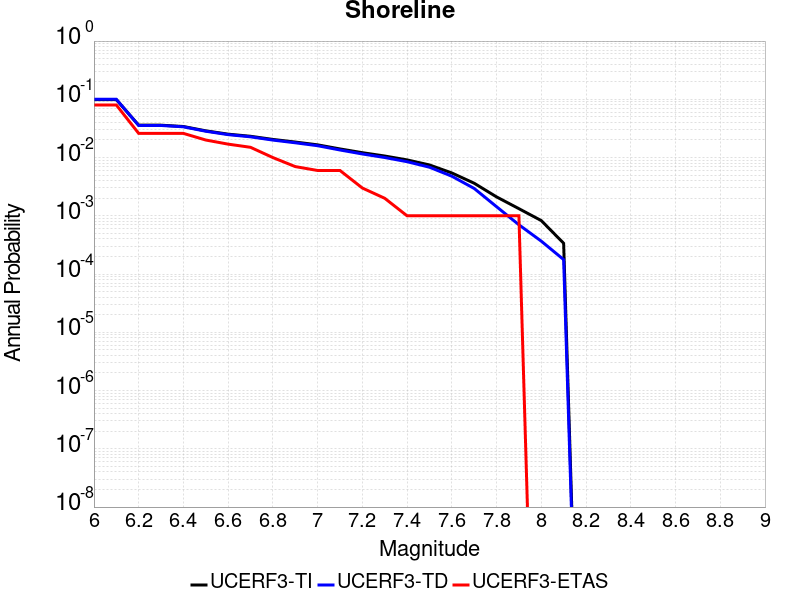 Shoreline
Annual Probability
10^0
10^-1
10^-2
10^-3
10^-4
10^-5
10^-6
10^-7
10^-8
6 6.2 6.4 6.6 6.8 7 7.2 7.4 7.6 7.8 8 8.2 8.4 8.6 8.8 9
Magnitude
UCERF3-TI UCERF3-TD UCERF3-ETAS